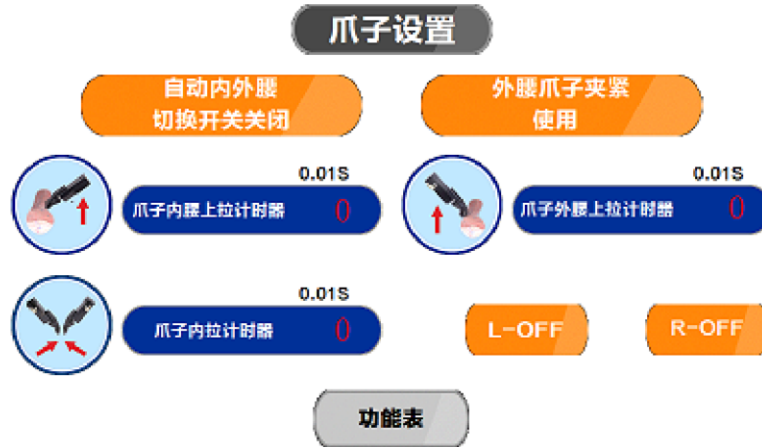 爪子设置
自动内外腰
切换开关关闭
外腰爪子夹紧
使用
0.01S
爪子内腰上拉计时器 0
0.01S
爪子外腰上拉计时器 0
0.01S
爪子内拉计时器 0
L-OFF
R-OFF
功能表